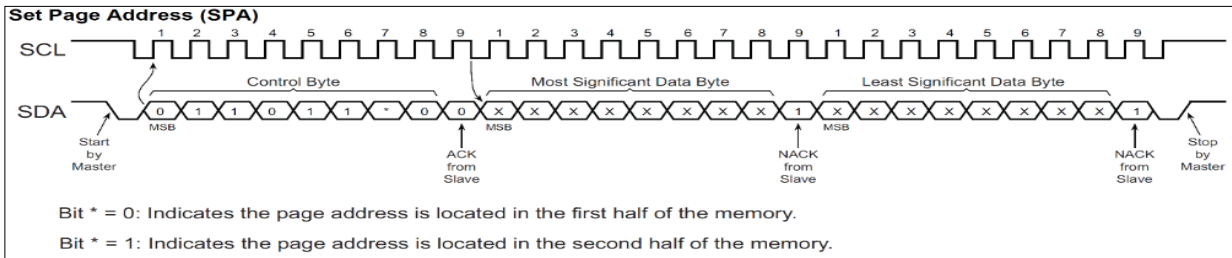 Set Page Address (SPA)
1 2 3 4 5 6 7 8 9 1 2 3 4 5 6 7 8 9 1 2 3 4 5 6 7 8 9
SCL
Control Byte Most Significant Data Byte Least Significant Data Byte
SDA 0 1 1 0 1 1 * 0 0 X X X X X X X X 1 X X X X X X X X 1
MSB MSB MSB
Start by Master
ACK from Slave
NACK from Slave
NACK from Slave
Stop by Master
Bit * = 0: Indicates the page address is located in the first half of the memory.
Bit * = 1: Indicates the page address is located in the second half of the memory.